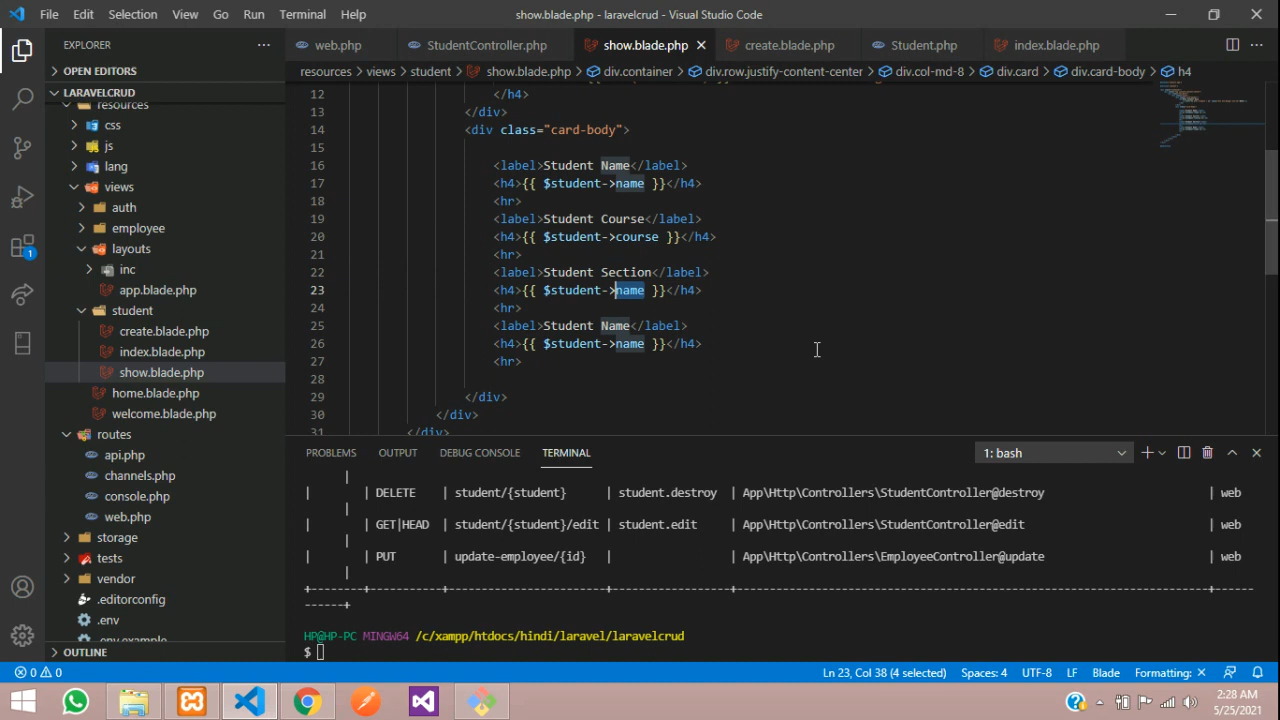 File Edit Selection View Go Run Terminal Help show.blade.php - laravelcrud - Visual Studio Code
EXPLORER
web.php StudentController.php show.blade.php create.blade.php Student.php index.blade.php
OPEN EDITORS
resources > views > student > show.blade.php > div.container > div.row.justify-content-center > div.col-md-8 > div.card > div.card-body > h4
LARAVELCRUD
resources
css
js
lang
views
auth
employee
layouts
inc
app.blade.php
student
create.blade.php
index.blade.php
show.blade.php
home.blade.php
welcome.blade.php
routes
api.php
channels.php
console.php
web.php
storage
tests
vendor
.editorconfig
.env
.env.example
OUTLINE
12 </h4>
13 </div>
14 <div class="card-body">
15
16 <label>Student Name</label>
17 <h4>{{ $student->name }}</h4>
18 <hr>
19 <label>Student Course</label>
20 <h4>{{ $student->course }}</h4>
21 <hr>
22 <label>Student Section</label>
23 <h4>{{ $student->name }}</h4>
24 <hr>
25 <label>Student Name</label>
26 <h4>{{ $student->name }}</h4>
27 <hr>
28
29 </div>
30 </div>
31 </div>
PROBLEMS OUTPUT DEBUG CONSOLE TERMINAL 1: bash
|
| | DELETE | student/{student} | student.destroy | App\Http\Controllers\StudentController@destroy | web
|
| | GET|HEAD | student/{student}/edit | student.edit | App\Http\Controllers\StudentController@edit | web
|
| | PUT | update-employee/{id} | | App\Http\Controllers\EmployeeController@update | web
|
HP@HP-PC MINGW64 /c/xampp/htdocs/hindi/laravel/laravelcrud
$
0 0 Ln 23, Col 38 (4 selected) Spaces: 4 UTF-8 LF Blade Formatting: ×
2:28 AM
5/25/2021